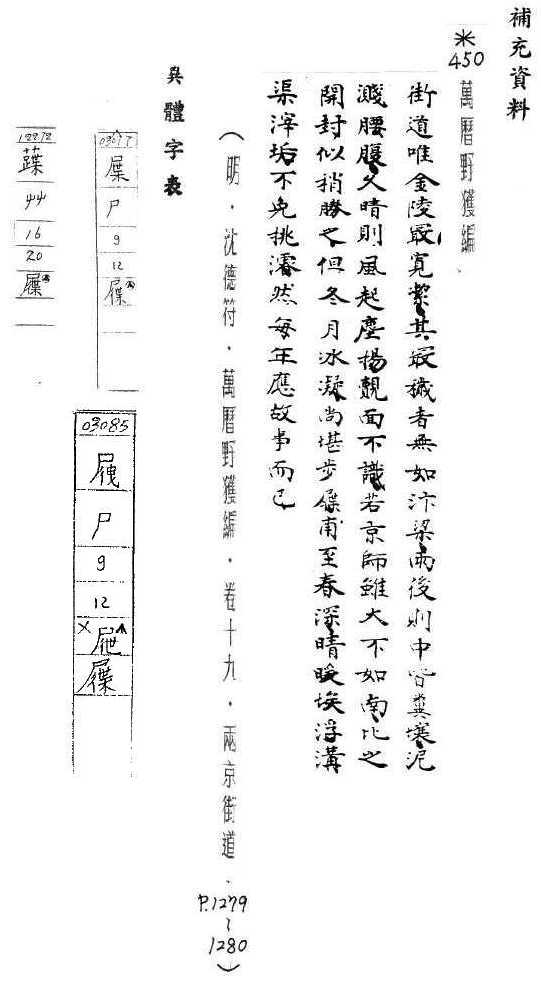 補充資料
*
450
萬曆野獲編
街道唯金陵最寬潔其最穢者無如汴梁雨後則中皆糞壤泥
濺腰腹久晴則風起塵揚覿面不識若京師雖大不如南比之
開封似稍勝之但冬月冰凝尚堪步屧甫至春深晴暖埃浮溝
渠滓垢不免挑濬然每年應故事而已
(明.沈德符.萬曆野獲編.卷十九.兩京街道.P.1279~1280)
異體字表
屟
尸
9
12
屧
艸
16
20
屧
03085
尸
9
12
×
屜
屧